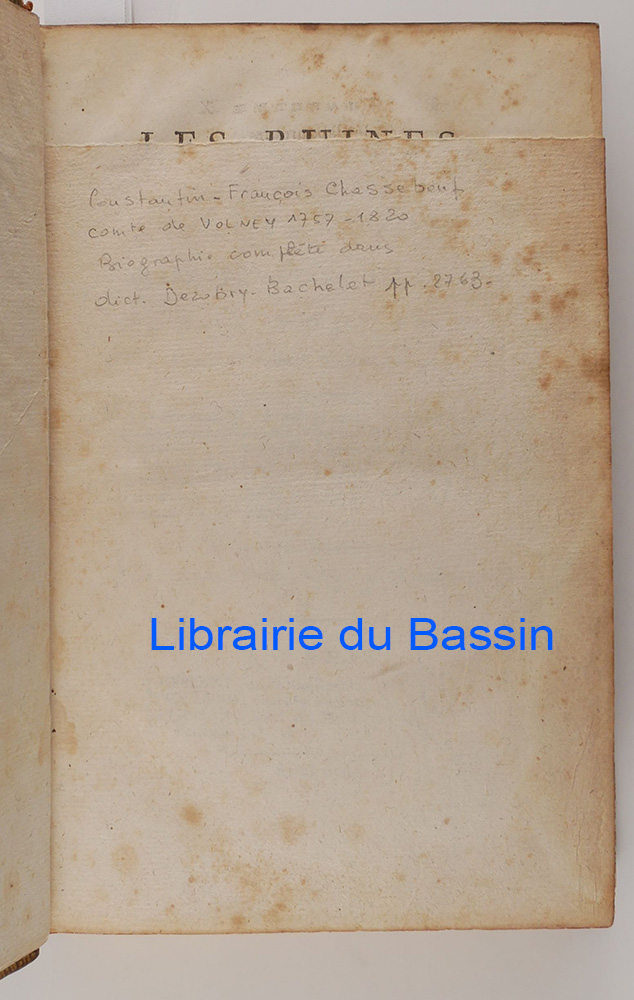 LES RUINES
Constantin-François Chassebeuf
comte de VOLNEY 1757-1820
Biographie complète dans
dict. Dezobry-Bachelet pp. 2763-
Librairie du Bassin